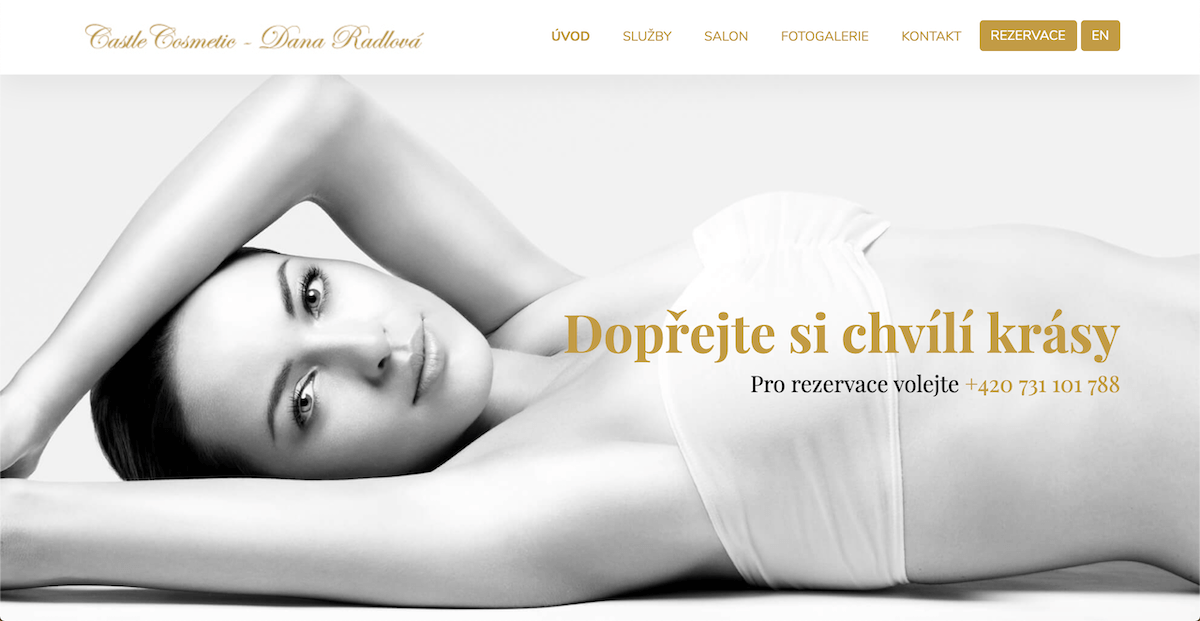 Castle Cosmetic - Dana Radlová
ÚVOD SLUŽBY SALON FOTOGALERIE KONTAKT REZERVACE EN
Dopřejte si chvílí krásy
Pro rezervace volejte +420 731 101 788